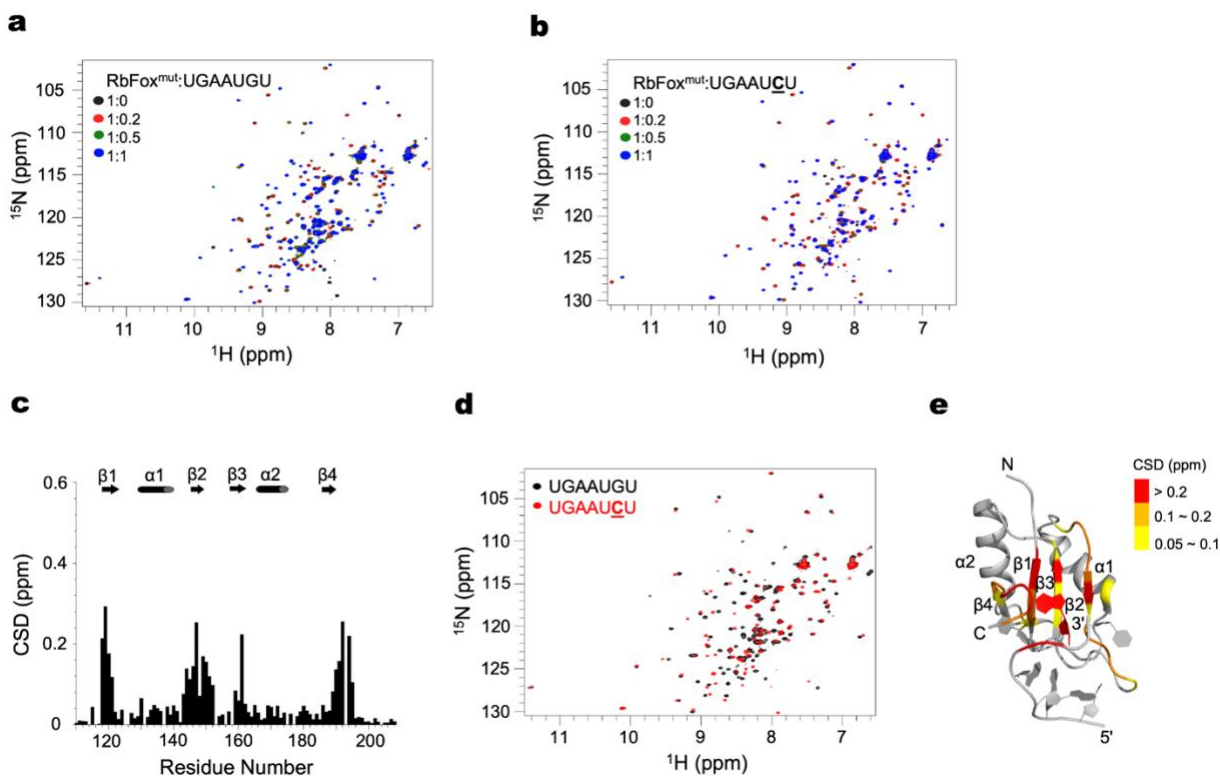 a
RbFoxmut:UGAAUGU
1:0
1:0.2
1:0.5
1:1
105
110
115
120
125
130
15N (ppm)
11 10 9 8 7
1H (ppm)
b
RbFoxmut:UGAAUCU
1:0
1:0.2
1:0.5
1:1
105
110
115
120
125
130
15N (ppm)
11 10 9 8 7
1H (ppm)
c
β1 α1 β2 β3 α2 β4
0.6
0.4
0.2
0
CSD (ppm)
120 140 160 180 200
Residue Number
d
UGAAUGU
UGAAUCU
105
110
115
120
125
130
15N (ppm)
11 10 9 8 7
1H (ppm)
e
CSD (ppm)
> 0.2
0.1 ~ 0.2
0.05 ~ 0.1
N
α2
β1
α1
β3
β4
β2
3'
C
5'